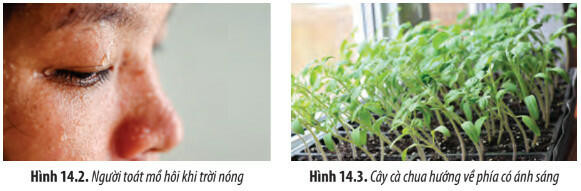 Hình 14.2. Người toát mồ hôi khi trời nóng
Hình 14.3. Cây cà chua hướng về phía có ánh sáng